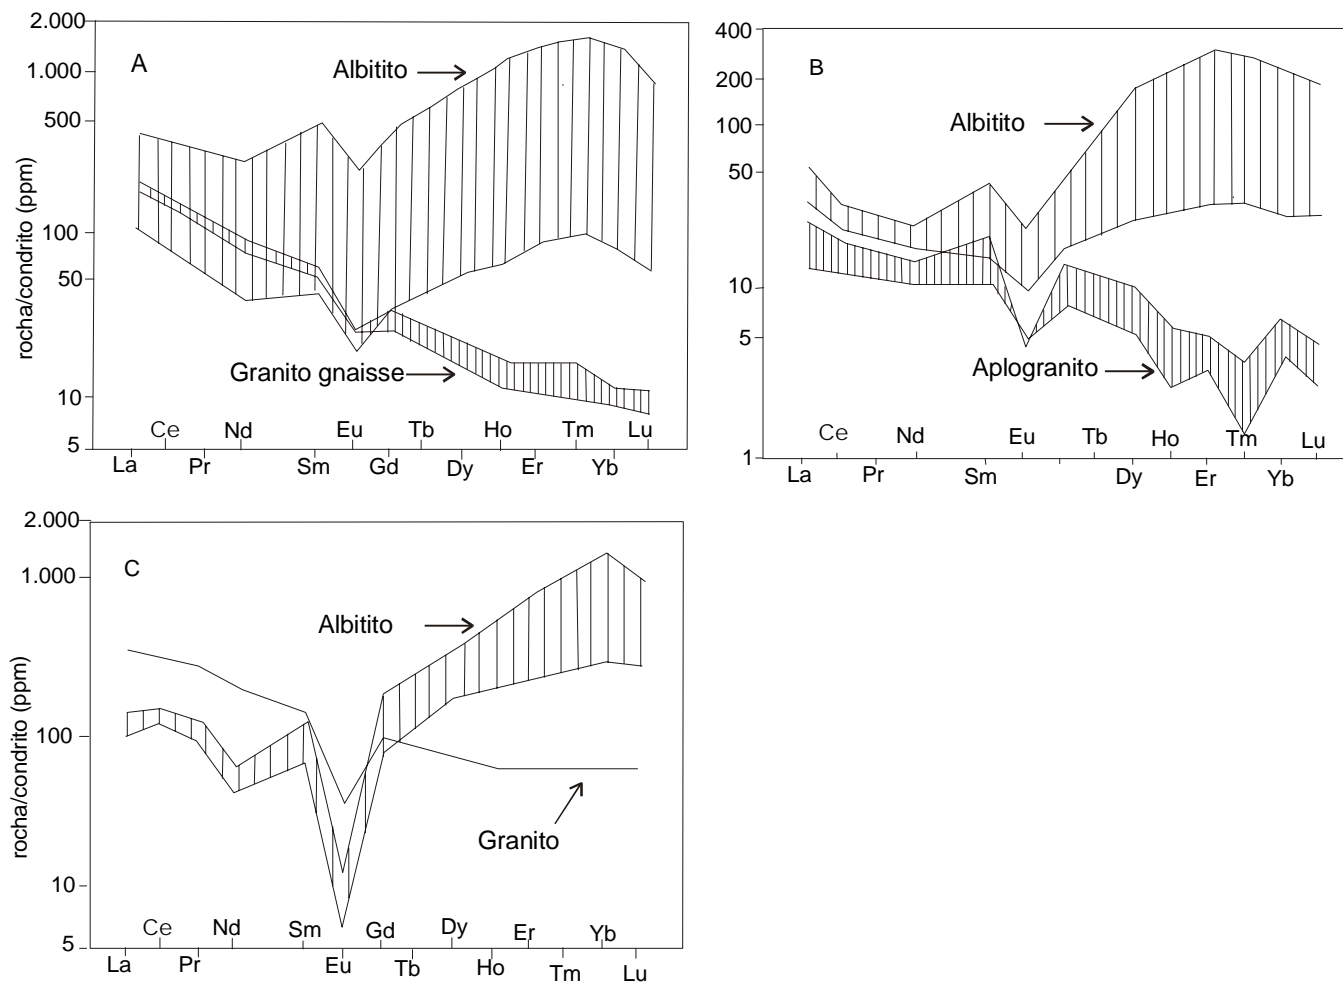 2.000
A
Albitito
1.000
500
100
50
Granito gnaisse
10
5
rocha/condrito (ppm)
Ce Nd Eu Tb Ho Tm Lu
La Pr Sm Gd Dy Er Yb
400
B
200
Albitito
100
50
10
5
Aplogranito
1
Ce Nd Eu Tb Ho Tm Lu
La Pr Sm Dy Er Yb
2.000
C
1.000
Albitito
100
Granito
10
5
rocha/condrito (ppm)
Ce Nd Sm Gd Dy Er Yb
La Pr Eu Tb Ho Tm Lu